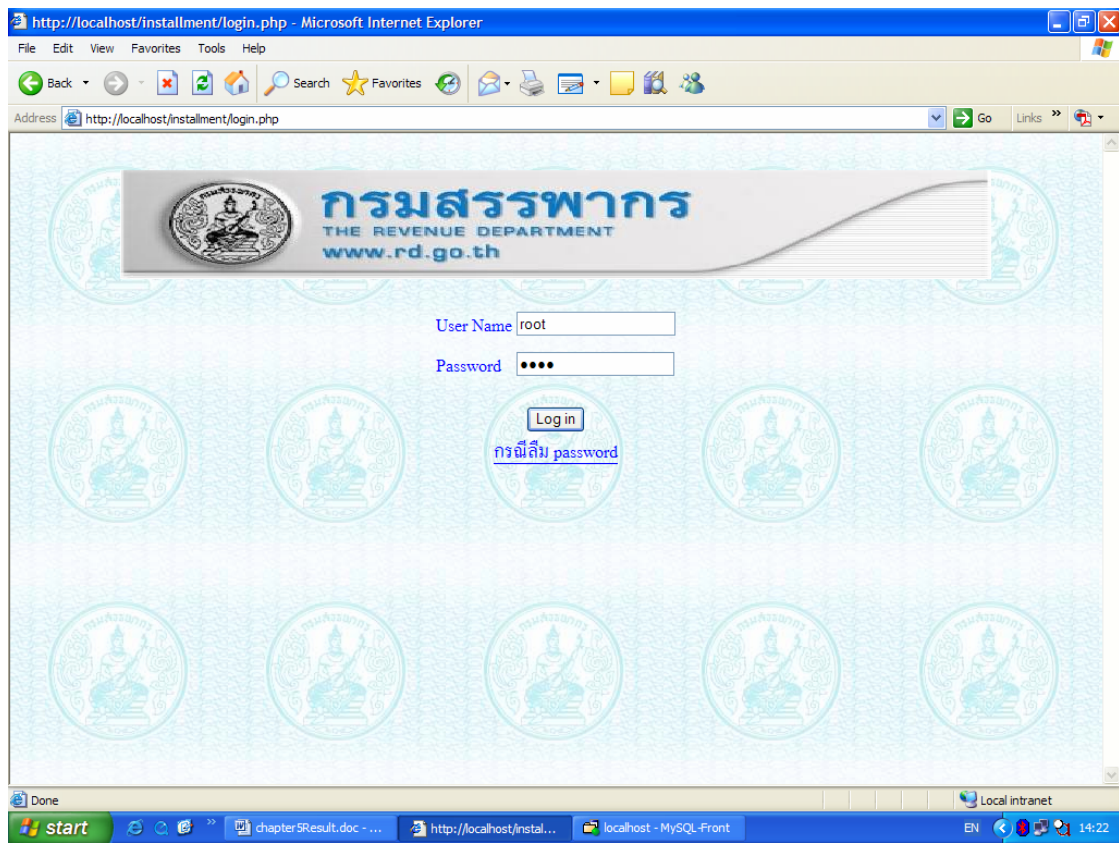 http://localhost/installment/login.php - Microsoft Internet Explorer
File Edit View Favorites Tools Help
Back Search Favorites
Address http://localhost/installment/login.php Go Links »
กรมสรรพากร
THE REVENUE DEPARTMENT
www.rd.go.th
User Name root
Password ••••
Log in
กรณีลืม password
Done Local intranet
start » chapter5Result.doc - ... http://localhost/instal... localhost - MySQL-Front EN 14:22